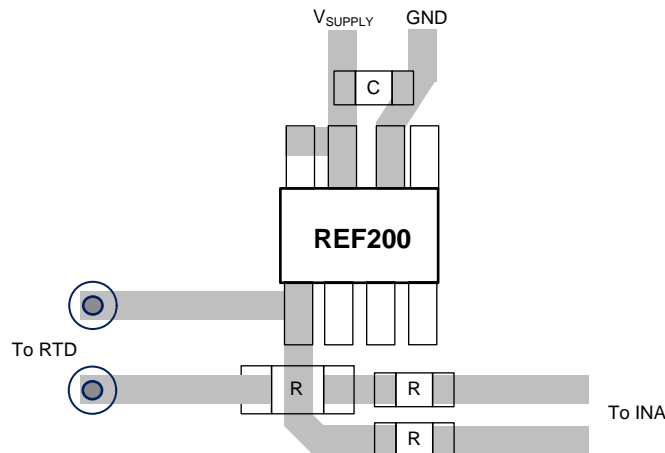 VSUPPLY GND
C
REF200
To RTD
R R
To INA
R